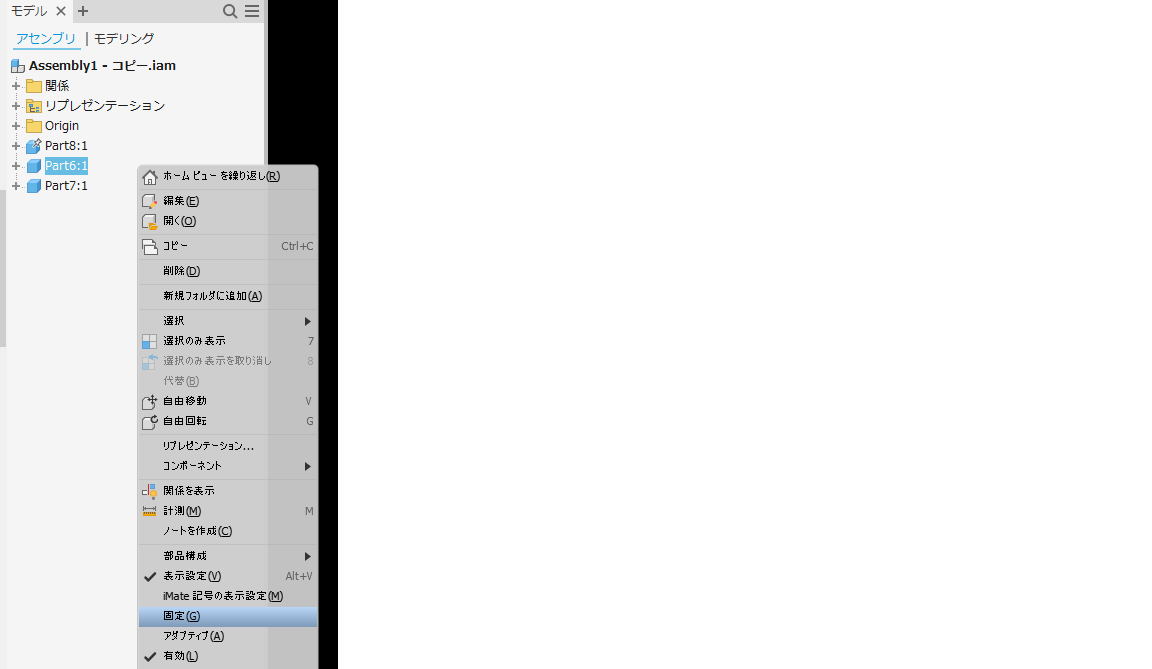 モデル
アセンブリ | モデリング
Assembly1 - コピー.iam
関係
リプレゼンテーション
Origin
Part8:1
Part6:1
Part7:1
ホーム ビュー を繰り返し(R)
編集(E)
開く(O)
コピー Ctrl+C
削除(D)
新規フォルダに追加(A)
選択
選択のみ表示 7
選択のみ表示を取り消し 8
代替(B)
自由移動 V
自由回転 G
リプレゼンテーション...
コンポーネント
関係を表示
計測(M) M
ノートを作成(C)
部品構成
表示設定(V) Alt+V
iMate 記号の表示設定(M)
固定(G)
アダプティブ(A)
有効(L)